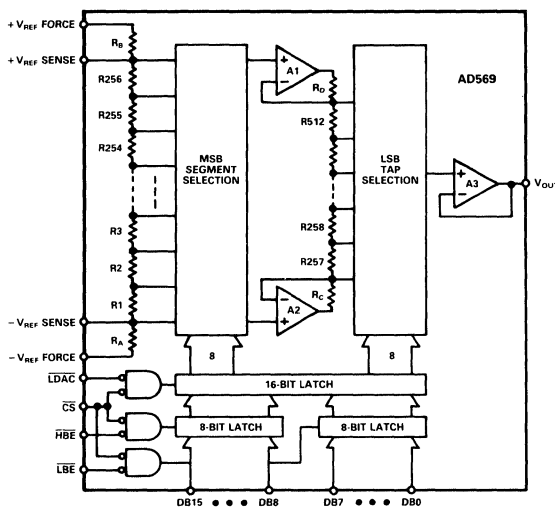 + VREF FORCE
RB
+ VREF SENSE
R256
R255
R254
R3
R2
R1
− VREF SENSE
RA
− VREF FORCE
MSB
SEGMENT
SELECTION
+
A1
−
RD
R512
R258
R257
RC
−
A2
+
LSB
TAP
SELECTION
AD569
+
A3
−
VOUT
8
8
LDAC
CS
HBE
LBE
16-BIT LATCH
8-BIT LATCH
8-BIT LATCH
DB15 • • • DB8 DB7 • • • DB0